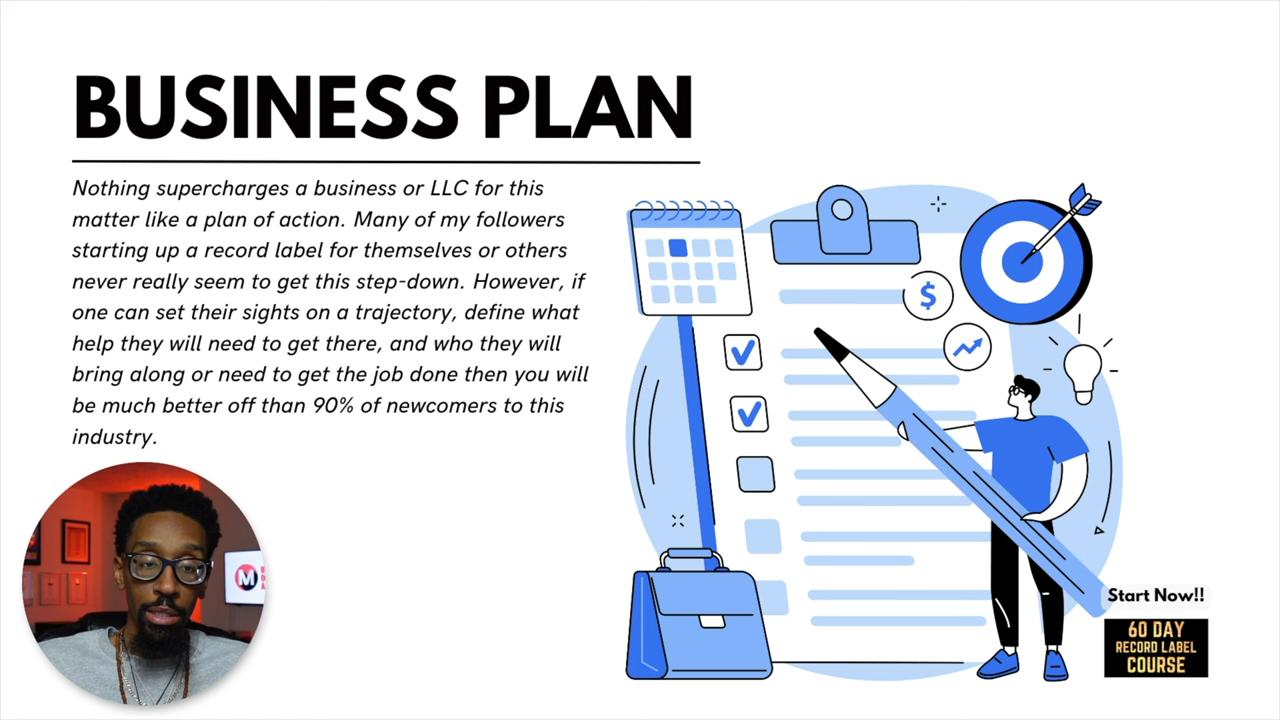 BUSINESS PLAN
Nothing supercharges a business or LLC for this
matter like a plan of action. Many of my followers
starting up a record label for themselves or others
never really seem to get this step-down. However, if
one can set their sights on a trajectory, define what
help they will need to get there, and who they will
bring along or need to get the job done then you will
be much better off than 90% of newcomers to this
industry.
$
M
Start Now!!
60 DAY
RECORD LABEL
COURSE